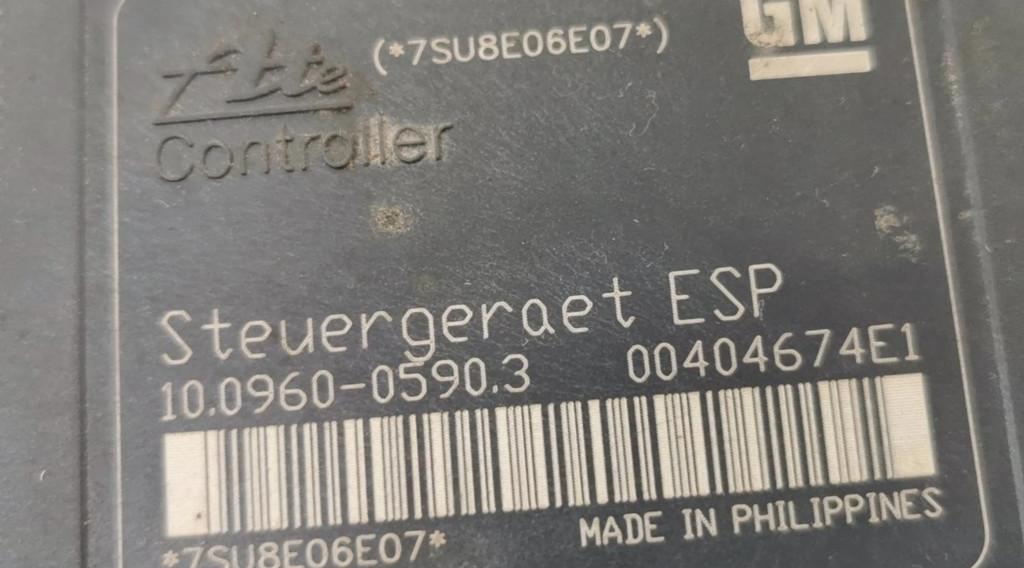 Ate (*7SU8E06E07*) GM
Controller
Steuergeraet ESP
10.0960-0590.3 00404674E1
*7SU8E06E07* MADE IN PHILIPPINES